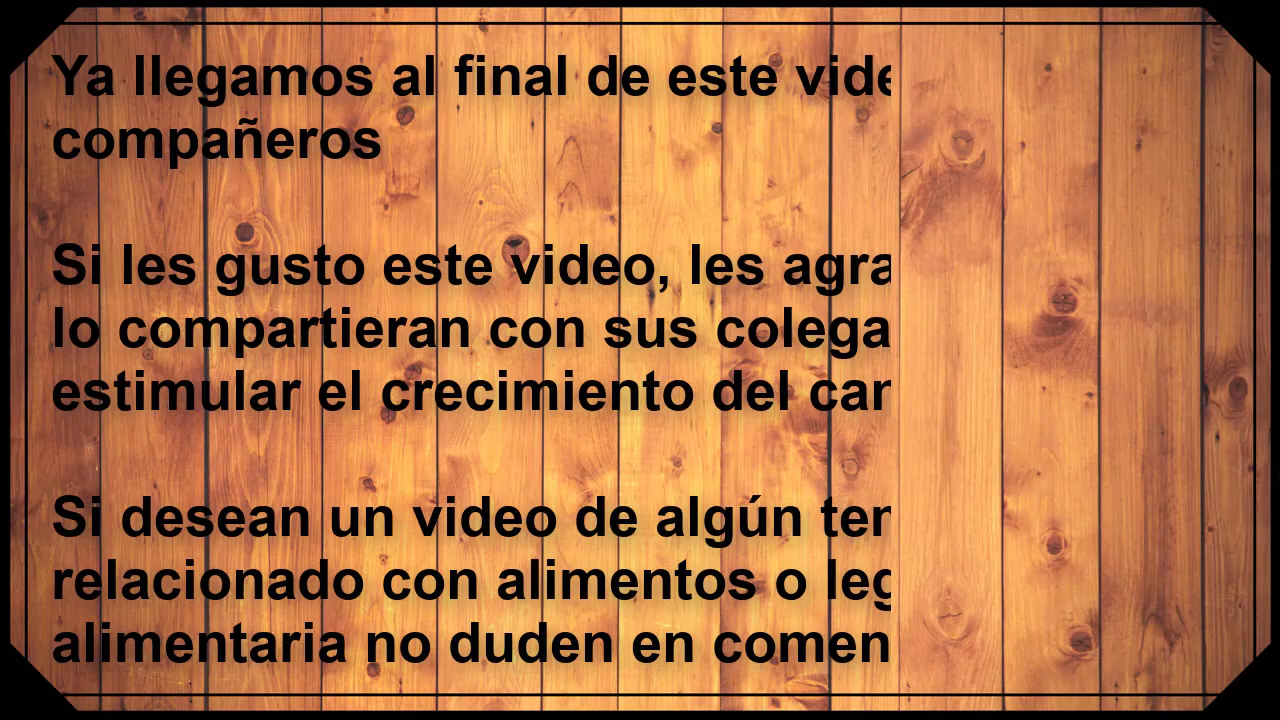 Ya llegamos al final de este vide
compañeros
Si les gusto este video, les agra
lo compartieran con sus colega
estimular el crecimiento del
Si desean un video de algún
relacionado con alimentos o leg
alimentaria no duden en comen